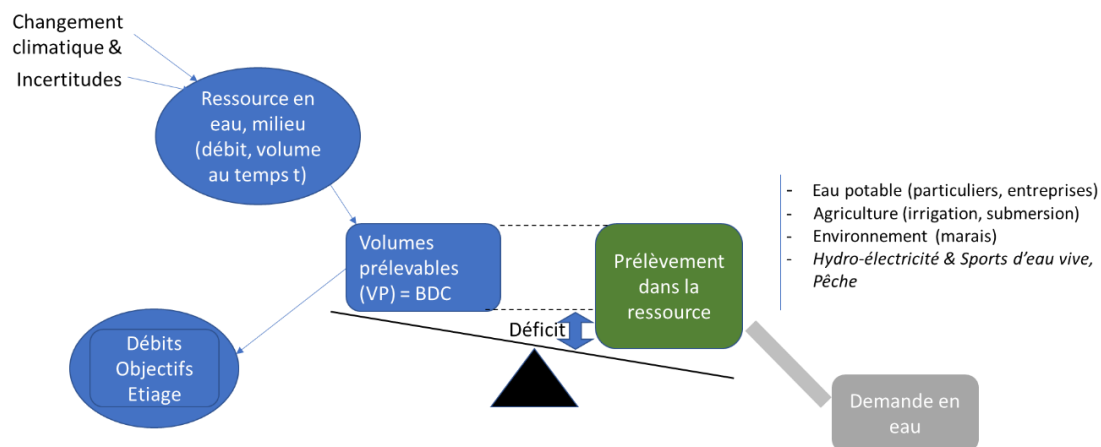 Changement
climatique &
Incertitudes
Ressource en
eau, milieu
(débit, volume
au temps t)
Volumes
prélevables
(VP) = BDC
Débits
Objectifs
Etiage
Déficit
Prélèvement
dans la
ressource
- Eau potable (particuliers, entreprises)
- Agriculture (irrigation, submersion)
- Environnement (marais)
- Hydro-électricité & Sports d'eau vive,
Pêche
Demande en
eau